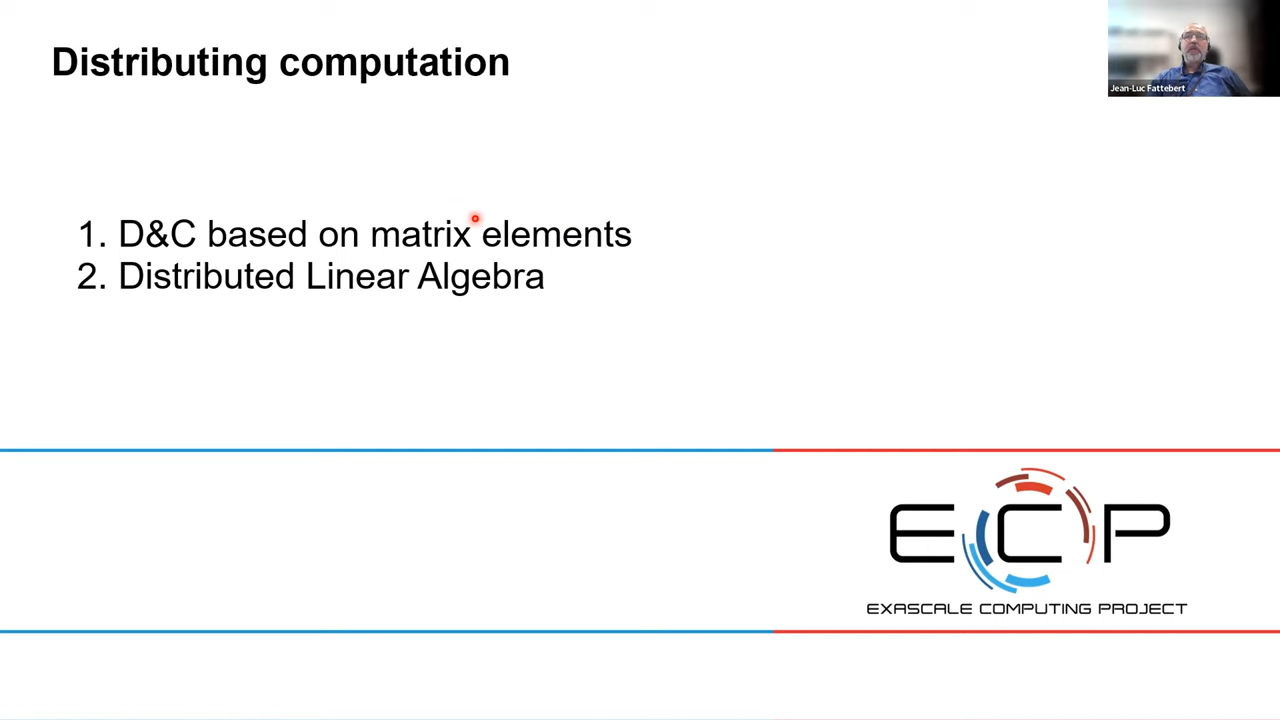 Distributing computation
Jean-Luc Fattebert
1. D&C based on matrix elements
2. Distributed Linear Algebra
ECP
EXASCALE COMPUTING PROJECT